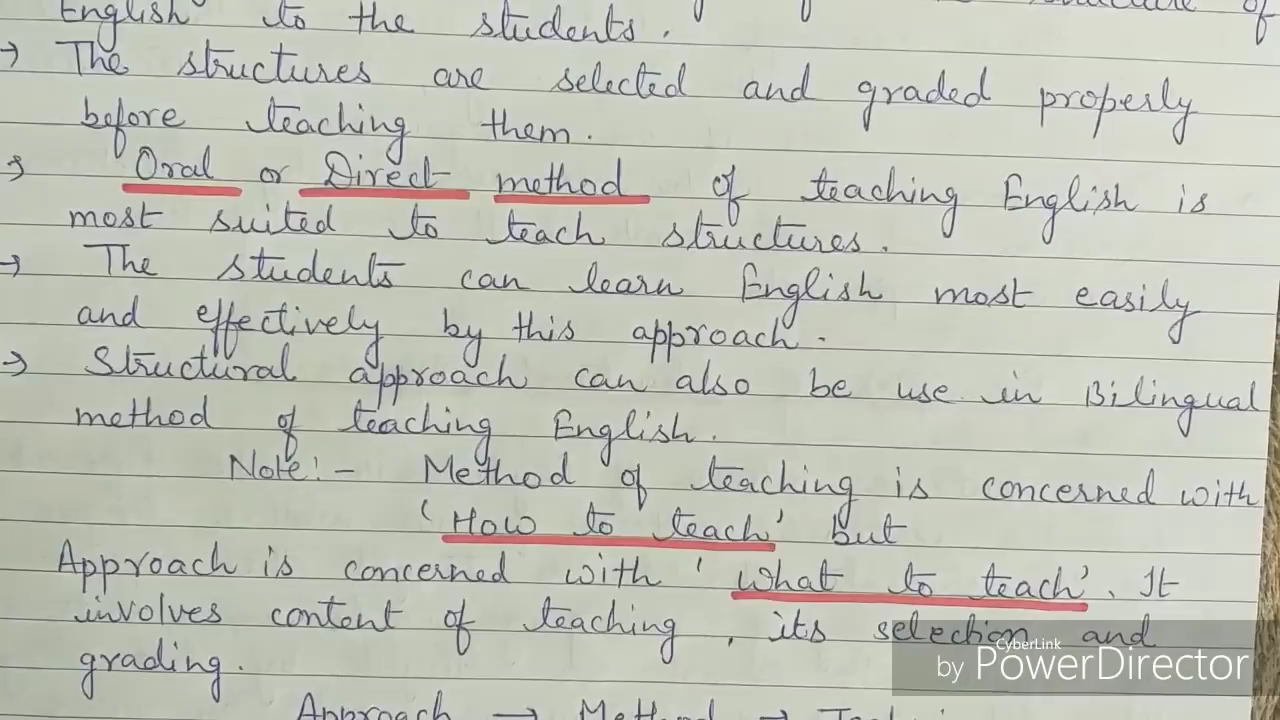 English to the students.
→ The structures are selected and graded properly
before teaching them.
→ Oral or Direct method of teaching English is
most suited to teach structures.
→ The students can learn English most easily
and effectively by this approach.
→ Structural approach can also be use in Bilingual
method of teaching English.
Note:- Method of teaching is concerned with
'How to teach' but
Approach is concerned with 'what to teach'. It
involves content of teaching, its selection and
grading.
CyberLink
by PowerDirector
Approach → Method →